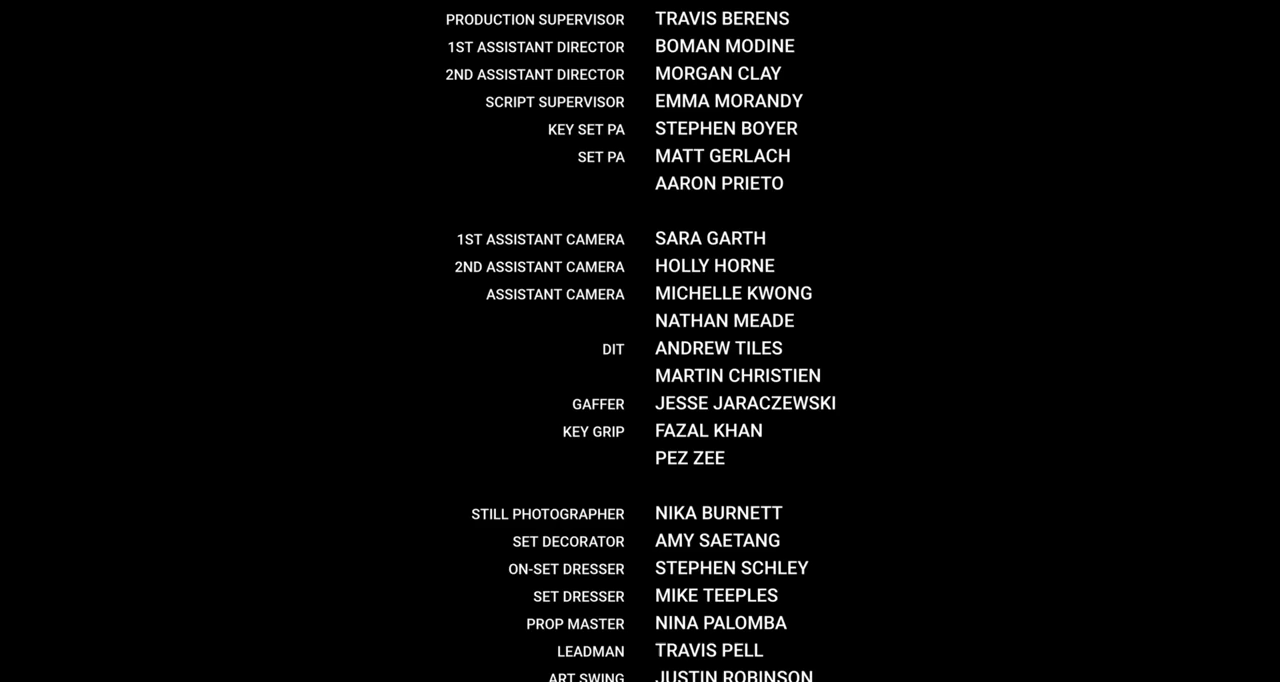 PRODUCTION SUPERVISOR TRAVIS BERENS
1ST ASSISTANT DIRECTOR BOMAN MODINE
2ND ASSISTANT DIRECTOR MORGAN CLAY
SCRIPT SUPERVISOR EMMA MORANDY
KEY SET PA STEPHEN BOYER
SET PA MATT GERLACH
AARON PRIETO
1ST ASSISTANT CAMERA SARA GARTH
2ND ASSISTANT CAMERA HOLLY HORNE
ASSISTANT CAMERA MICHELLE KWONG
NATHAN MEADE
DIT ANDREW TILES
MARTIN CHRISTIEN
GAFFER JESSE JARACZEWSKI
KEY GRIP FAZAL KHAN
PEZ ZEE
STILL PHOTOGRAPHER NIKA BURNETT
SET DECORATOR AMY SAETANG
ON-SET DRESSER STEPHEN SCHLEY
SET DRESSER MIKE TEEPLES
PROP MASTER NINA PALOMBA
LEADMAN TRAVIS PELL
ART SWING JUSTIN ROBINSON